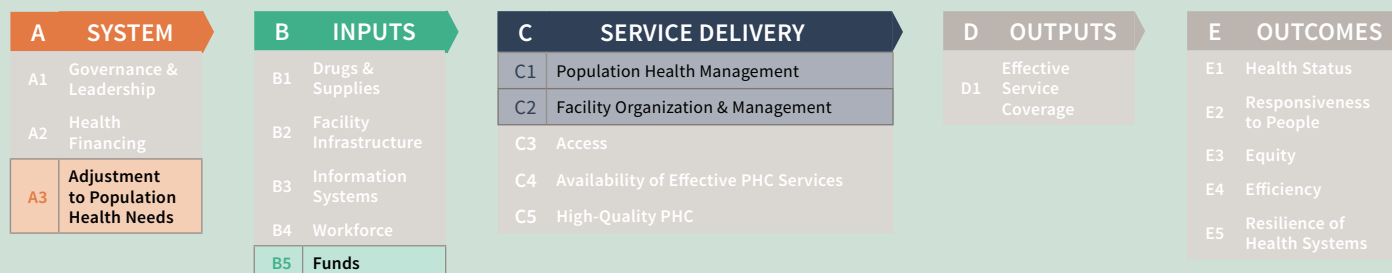 A SYSTEM
A1 Governance &
Leadership
A2 Health
Financing
A3 Adjustment
to Population
Health Needs
B INPUTS
B1 Drugs &
Supplies
B2 Facility
Infrastructure
B3 Information
Systems
B4 Workforce
B5 Funds
C SERVICE DELIVERY
C1 Population Health Management
C2 Facility Organization & Management
C3 Access
C4 Availability of Effective PHC Services
C5 High-Quality PHC
D OUTPUTS
D1 Effective
Service
Coverage
E OUTCOMES
E1 Health Status
E2 Responsiveness
to People
E3 Equity
E4 Efficiency
E5 Resilience of
Health Systems